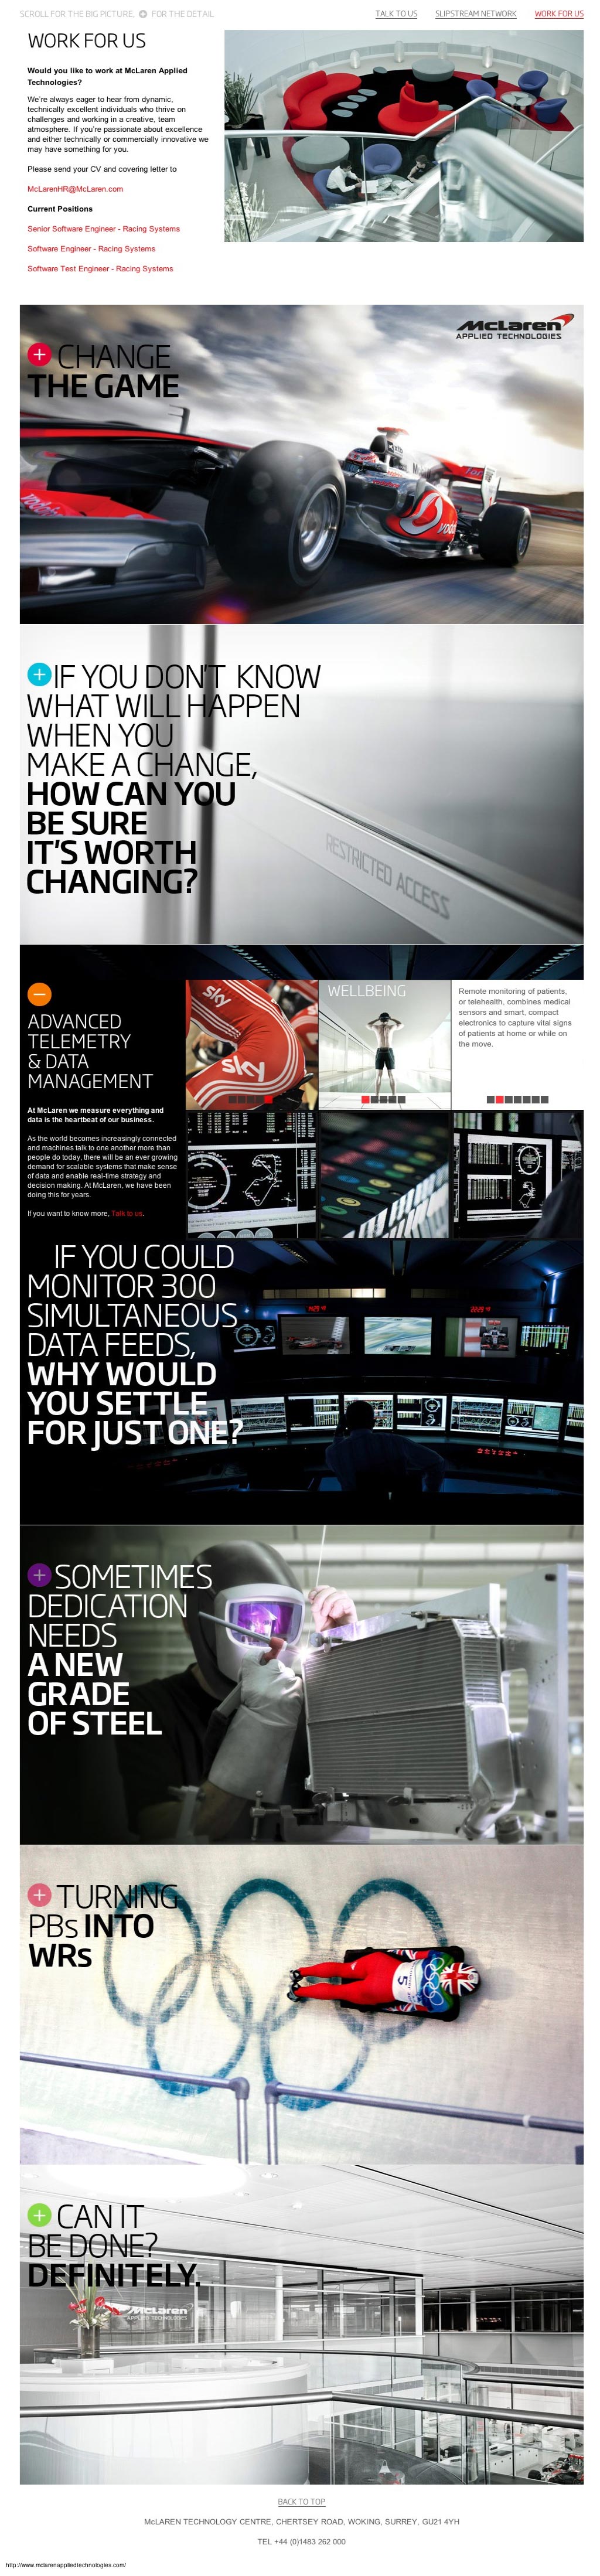 SCROLL FOR THE BIG PICTURE, + FOR THE DETAIL
TALK TO US SLIPSTREAM NETWORK WORK FOR US
WORK FOR US
Would you like to work at McLaren Applied
Technologies?
We're always eager to hear from dynamic,
technically excellent individuals who thrive on
challenges and working in a creative, team
atmosphere. If you're passionate about excellence
and either technically or commercially innovative we
may have something for you.
Please send your CV and covering letter to
McLarenHR@McLaren.com
Current Positions
Senior Software Engineer - Racing Systems
Software Engineer - Racing Systems
Software Test Engineer - Racing Systems
McLaren
APPLIED TECHNOLOGIES
+ CHANGE
THE GAME
+ IF YOU DON'T KNOW
WHAT WILL HAPPEN
WHEN YOU
MAKE A CHANGE,
HOW CAN YOU
BE SURE
IT'S WORTH
CHANGING?
RESTRICTED ACCESS
ADVANCED
TELEMETRY
& DATA
MANAGEMENT
At McLaren we measure everything and
data is the heartbeat of our business.
As the world becomes increasingly connected
and machines talk to one another more than
people do today, there will be an ever growing
demand for scalable systems that make sense
of data and enable real-time strategy and
decision making. At McLaren, we have been
doing this for years.
If you want to know more, Talk to us.
sky
sky
WELLBEING
Remote monitoring of patients,
or telehealth, combines medical
sensors and smart, compact
electronics to capture vital signs
of patients at home or while on
the move.
IF YOU COULD
MONITOR 300
SIMULTANEOUS
DATA FEEDS,
WHY WOULD
YOU SETTLE
FOR JUST ONE?
+ SOMETIMES
DEDICATION
NEEDS
A NEW
GRADE
OF STEEL
+ TURNING
PBs INTO
WRs
5
+ CAN IT
BE DONE?
DEFINITELY.
McLaren
APPLIED TECHNOLOGIES
BACK TO TOP
McLAREN TECHNOLOGY CENTRE, CHERTSEY ROAD, WOKING, SURREY, GU21 4YH
TEL +44 (0)1483 262 000
http://www.mclarenappliedtechnologies.com/